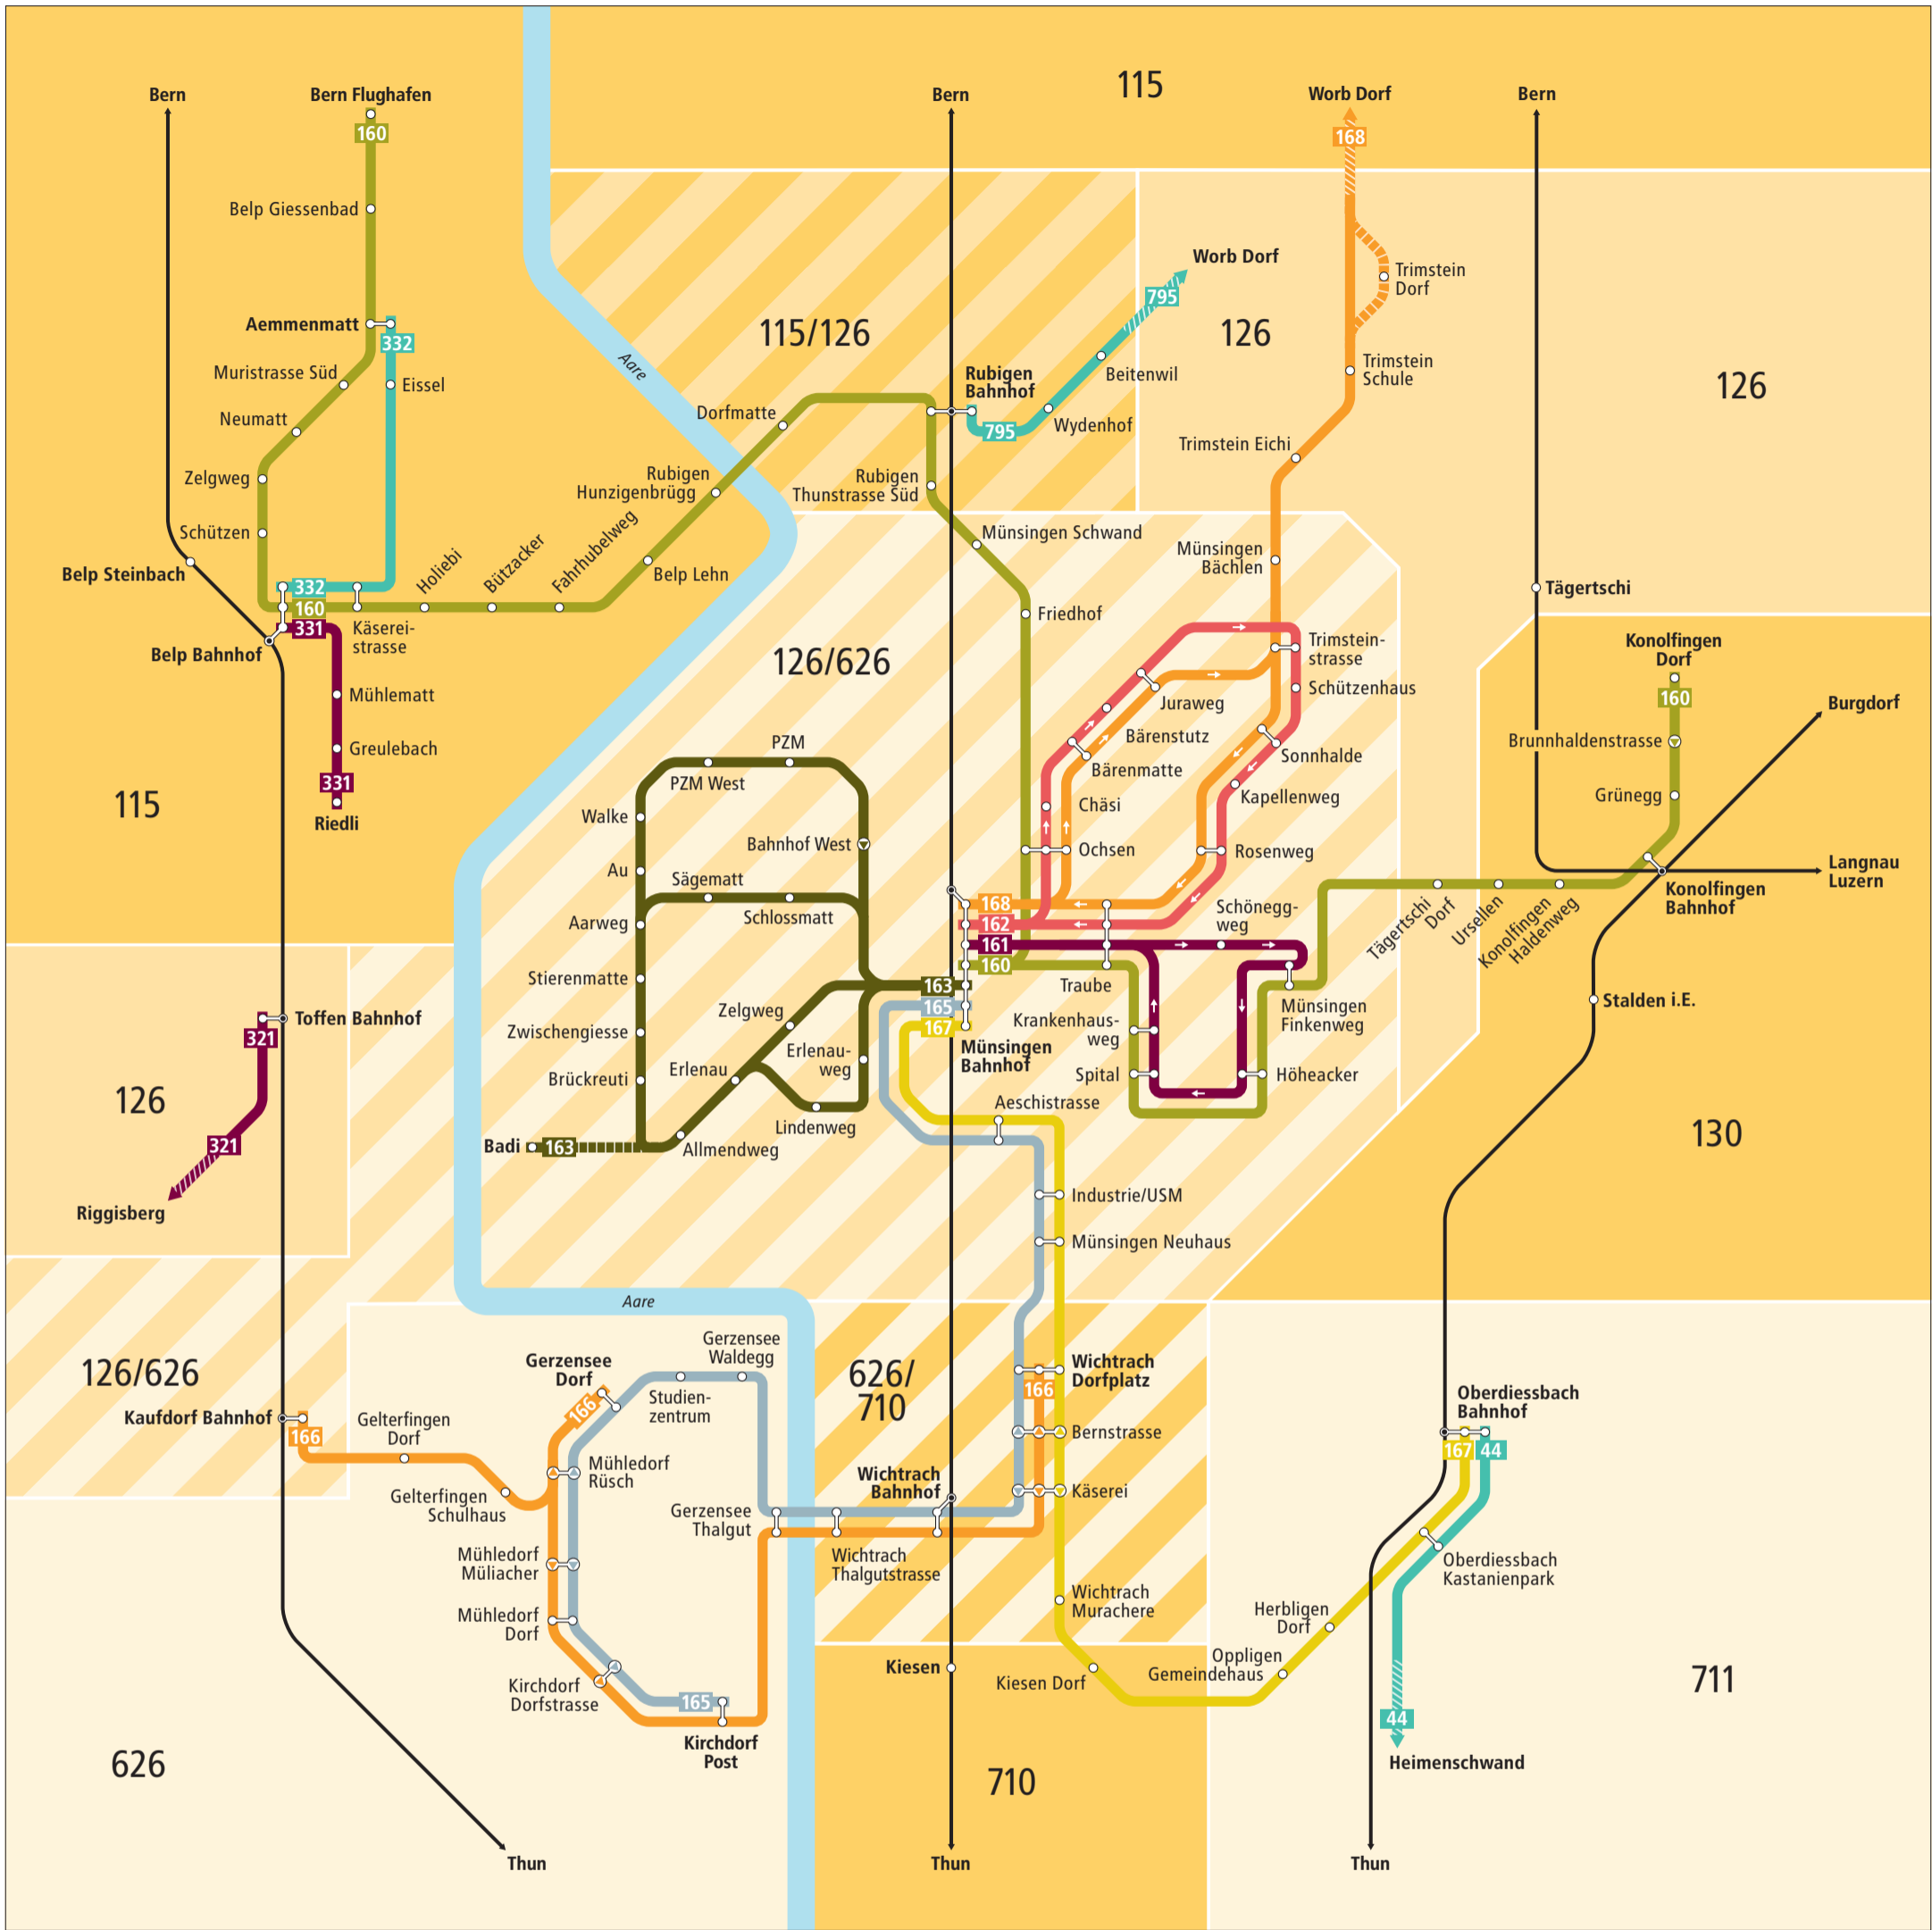 115
Bern
Bern Flughafen
Bern
Worb Dorf
Bern
160
168
Belp Giessenbad
Worb Dorf
Trimstein
Dorf
795
Aemmenmatt
332
115/126
126
Aare
Muristrasse Süd
Eissel
Rubigen
Bahnhof
Beitenwil
Trimstein
Schule
126
Neumatt
Dorfmatte
795
Wydenhof
Trimstein Eichi
Zelgweg
Rubigen
Hunzigenbrügg
Rubigen
Thunstrasse Süd
Schützen
Münsingen Schwand
Münsingen
Bächlen
Belp Steinbach
Holiebi
Bützacker
Fahrhubelweg
Belp Lehn
332
160
331
Käserei-
strasse
Belp Bahnhof
Friedhof
Tägertschi
126/626
Trimstein-
strasse
Konolfingen
Dorf
160
Mühlematt
Schützenhaus
Juraweg
Burgdorf
Greulebach
Bärenstutz
Brunnhaldenstrasse
PZM
PZM West
Bärenmatte
Sonnhalde
331
Riedli
115
Walke
Chäsi
Kapellenweg
Grünegg
Bahnhof West
Ochsen
Rosenweg
Au
Sägematt
Schlossmatt
Langnau
Luzern
Konolfingen
Bahnhof
Aarweg
168
162
161
160
Schönegg-
weg
Tägertschi
Dorf
Ursellen
Konolfingen
Haldenweg
Stierenmatte
163
165
167
Traube
Münsingen
Finkenweg
Stalden i.E.
Toffen Bahnhof
321
Zelgweg
Zwischengiesse
Krankenhaus-
weg
Münsingen
Bahnhof
Erlenau-
weg
Erlenau
Brückreuti
Spital
Höheacker
126
Lindenweg
Aeschistrasse
130
321
Badi
163
Allmendweg
Riggisberg
Industrie/USM
Münsingen Neuhaus
Aare
126/626
Gerzensee
Dorf
Gerzensee
Waldegg
626/
710
Wichtrach
Dorfplatz
166
166
Studien-
zentrum
Kaufdorf Bahnhof
166
Gelterfingen
Dorf
Bernstrasse
Oberdiessbach
Bahnhof
167
44
Mühledorf
Rüsch
Wichtrach
Bahnhof
Käserei
Gelterfingen
Schulhaus
Gerzensee
Thalgut
Mühledorf
Müliacher
Wichtrach
Thalgutstrasse
Oberdiessbach
Kastanienpark
Mühledorf
Dorf
Wichtrach
Murachere
Herbligen
Dorf
Kirchdorf
Dorfstrasse
165
Kiesen
Kiesen Dorf
Oppligen
Gemeindehaus
711
44
Kirchdorf
Post
Heimenschwand
626
710
Thun
Thun
Thun